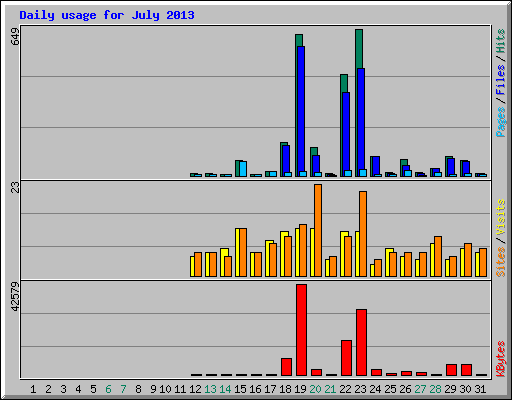 Daily usage for July 2013
649
Pages / Files / Hits
23
Sites / Visits
42579
KBytes
1 2 3 4 5 6 7 8 9 10 11 12 13 14 15 16 17 18 19 20 21 22 23 24 25 26 27 28 29 30 31